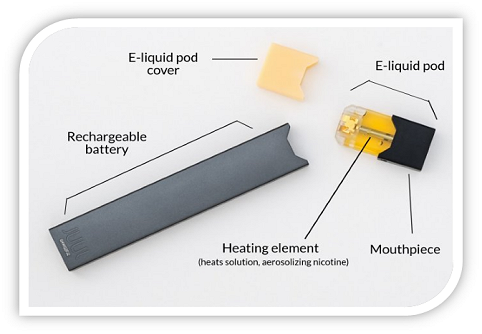 E-liquid pod
cover
E-liquid pod
Rechargeable
battery
Heating element
(heats solution, aerosolizing nicotine)
Mouthpiece